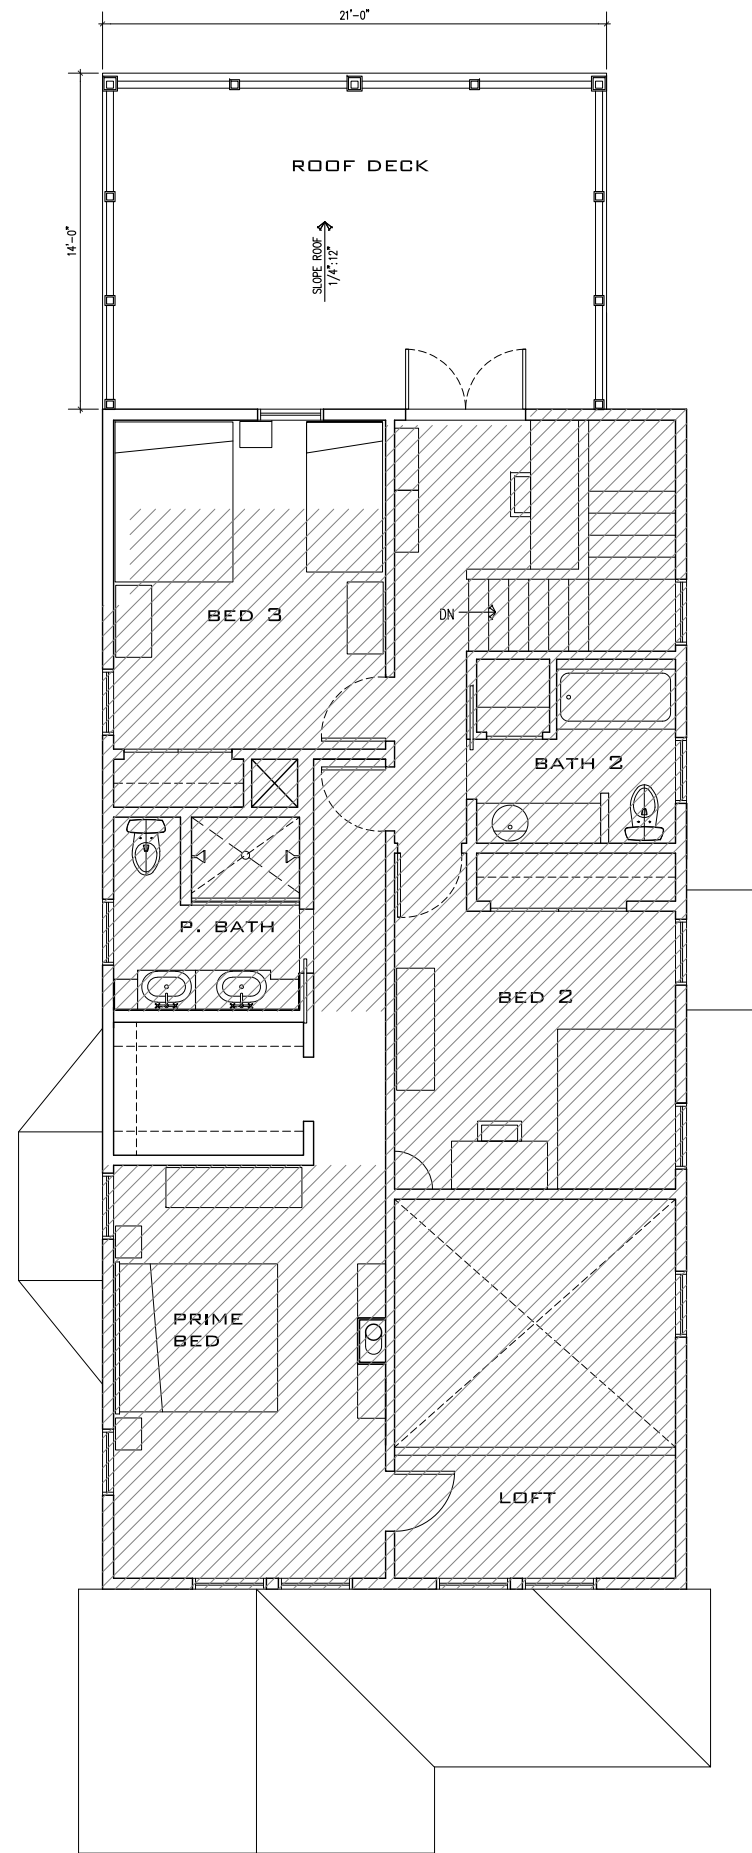 21'-0"
ROOF DECK
14'-0"
SLOPE ROOF
1/4":12"
BED 3
DN
BATH 2
P. BATH
BED 2
PRIME
BED
LOFT